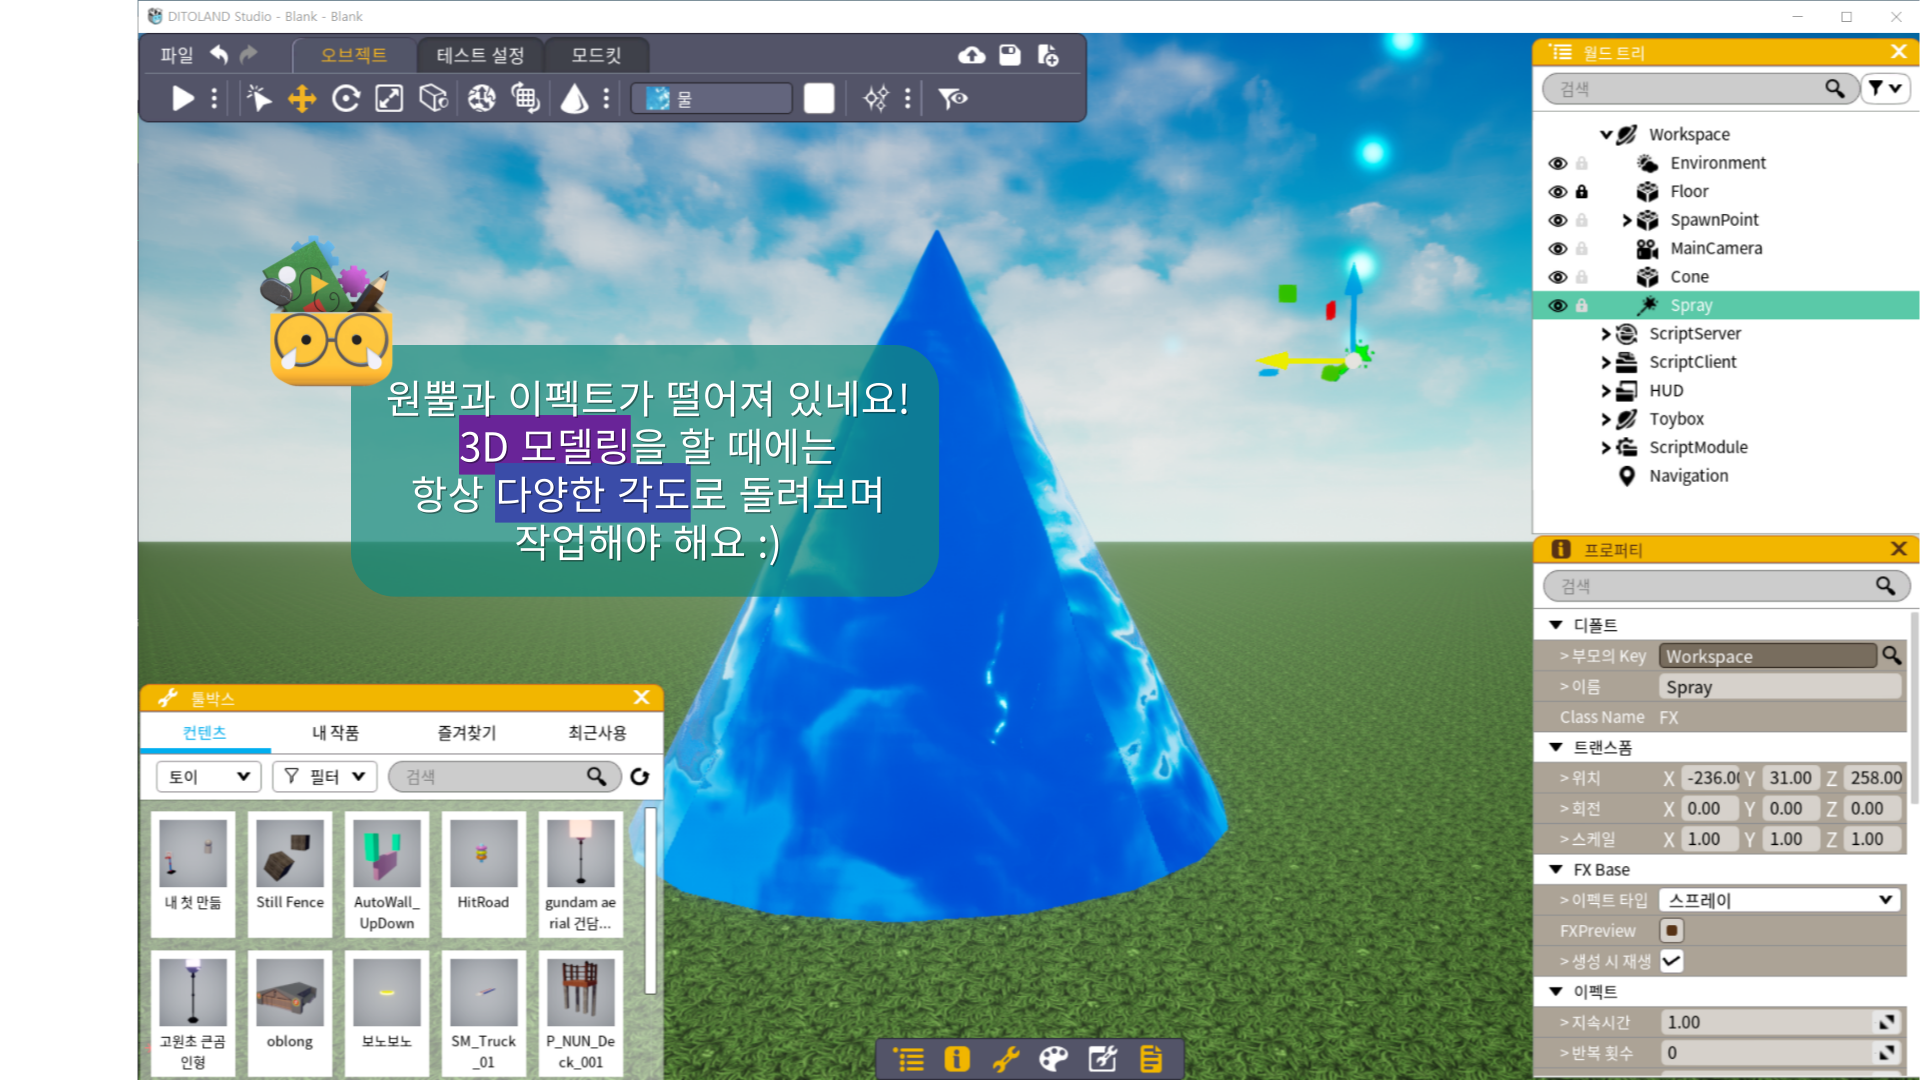 DITOLAND Studio - Blank - Blank
파일
오브젝트
테스트 설정
모드킷
물
원뿔과 이펙트가 떨어져 있네요!
3D 모델링을 할 때에는
항상 다양한 각도로 돌려보며
작업해야 해요 :)
월드 트리
검색
Workspace
Environment
Floor
SpawnPoint
MainCamera
Cone
Spray
ScriptServer
ScriptClient
HUD
Toybox
ScriptModule
Navigation
프로퍼티
검색
디폴트
>부모의 Key Workspace
>이름 Spray
Class Name FX
트랜스폼
>위치 X -236.0 Y 31.00 Z 258.00
>회전 X 0.00 Y 0.00 Z 0.00
>스케일 X 1.00 Y 1.00 Z 1.00
FX Base
>이펙트 타입 스프레이
FXPreview
>생성 시 재생
이펙트
>지속시간 1.00
>반복 횟수 0
툴박스
컨텐츠
내 작품
즐겨찾기
최근사용
토이
필터
검색
내 첫 만듦
Still Fence
AutoWall_
UpDown
HitRoad
gundam ae
rial 건담...
고원초 큰곰
인형
oblong
보노보노
SM_Truck
_01
P_NUN_De
ck_001